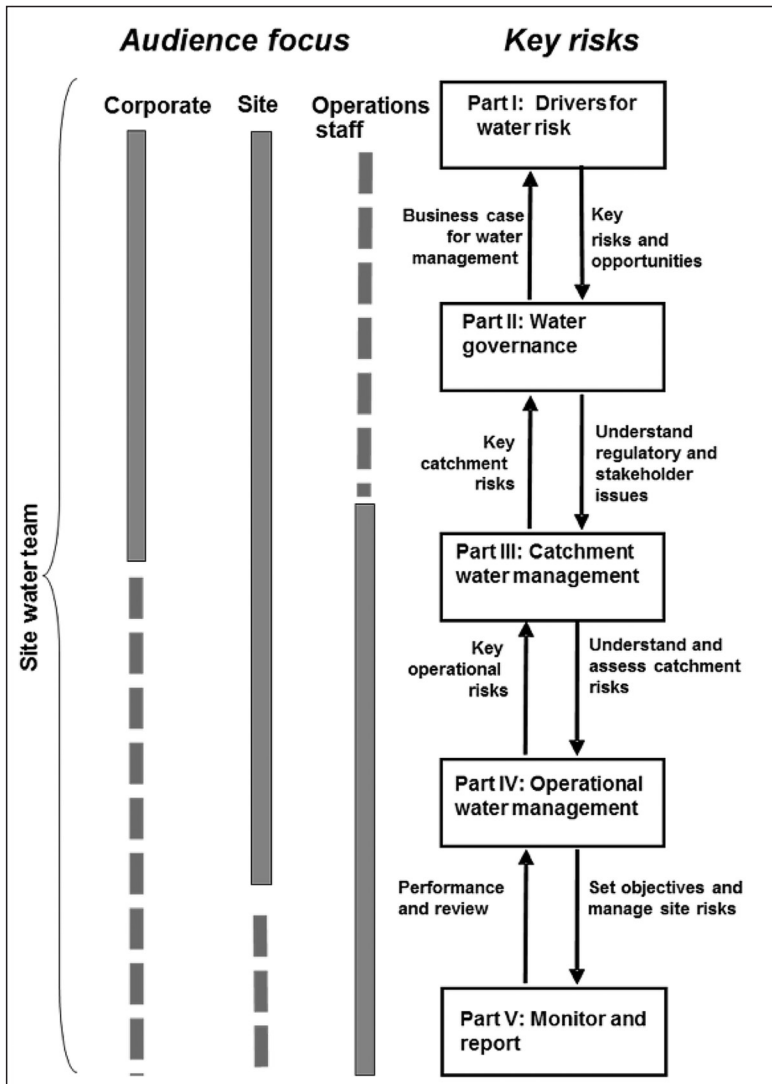 Audience focus
Key risks
Corporate
Site
Operations
staff
Site water team
Part I: Drivers for
water risk
Business case
for water
management
Key
risks and
opportunities
Part II: Water
governance
Key
catchment
risks
Understand
regulatory and
stakeholder
issues
Part III: Catchment
water management
Key
operational
risks
Understand and
assess catchment
risks
Part IV: Operational
water management
Performance
and review
Set objectives and
manage site risks
Part V: Monitor and
report